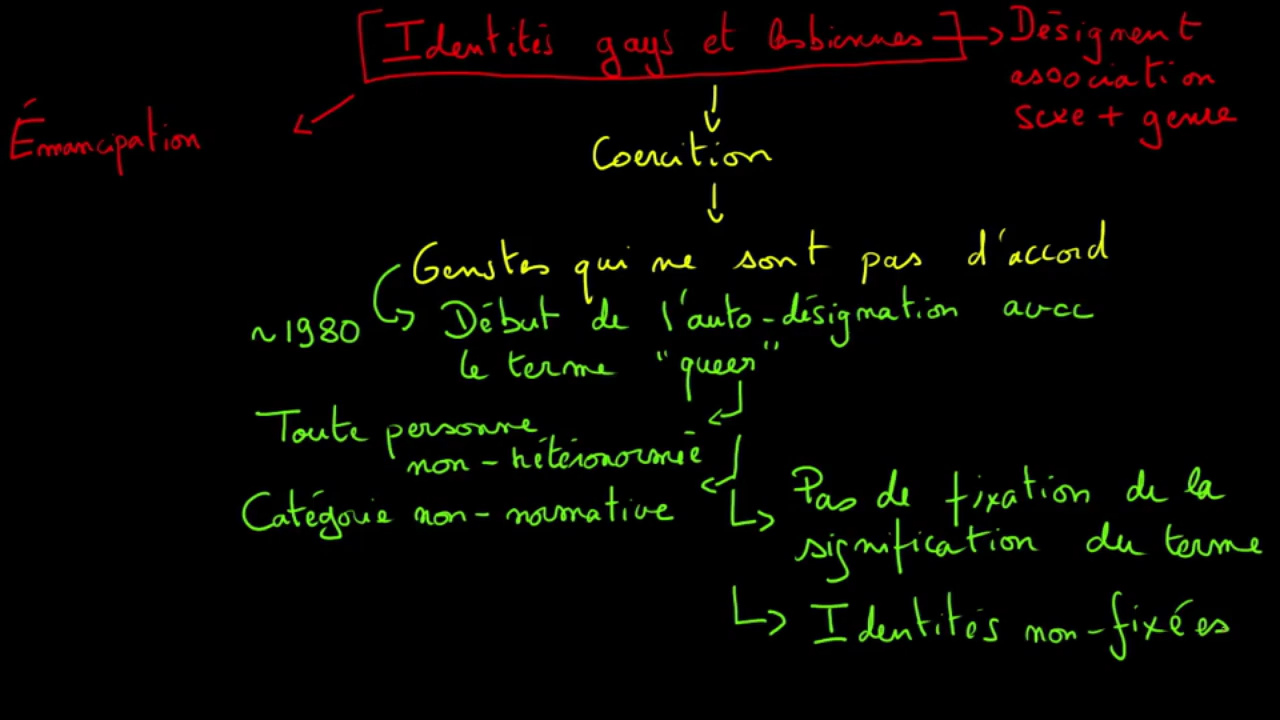 Identités gays et lesbiennes
Désignent
association
sexe + genre
Émancipation
Coercition
Gens qui ne sont pas d'accord
~1980
Début de l'auto-désignation avec
le terme "queer"
Toute personne
non-hétéronormée
Catégorie non-normative
Pas de fixation de la
signification du terme
Identités non-fixées